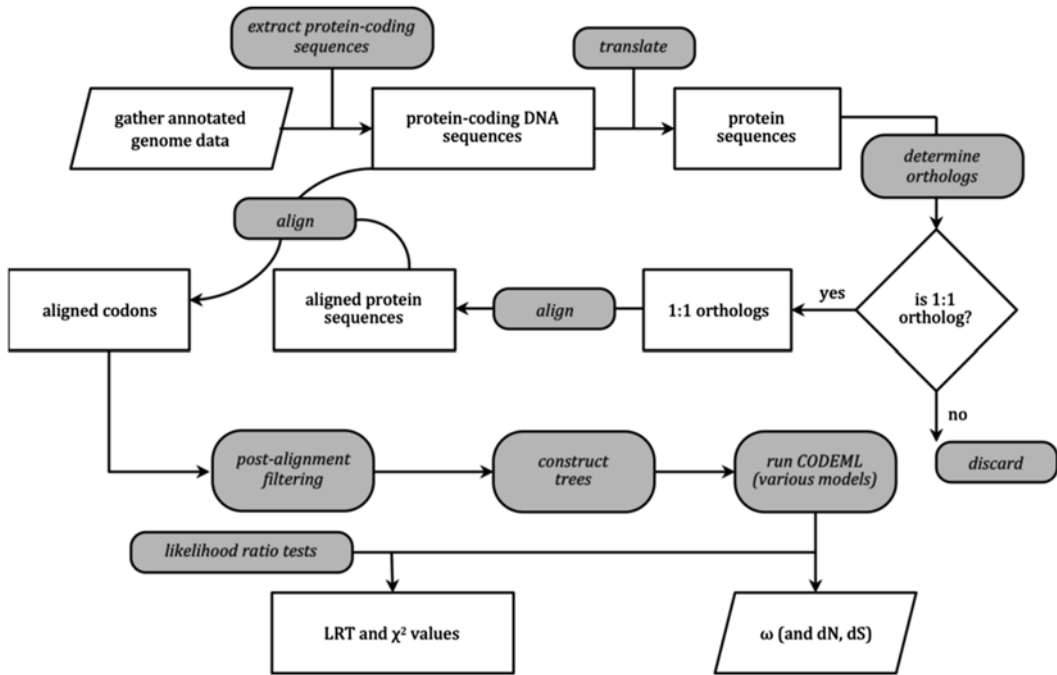 extract protein-coding
sequences
translate
gather annotated
genome data
protein-coding DNA
sequences
protein
sequences
determine
orthologs
align
aligned codons
aligned protein
sequences
align
1:1 orthologs
yes
is 1:1
ortholog?
no
discard
post-alignment
filtering
construct
trees
run CODEML
(various models)
likelihood ratio tests
LRT and χ² values
ω (and dN, dS)